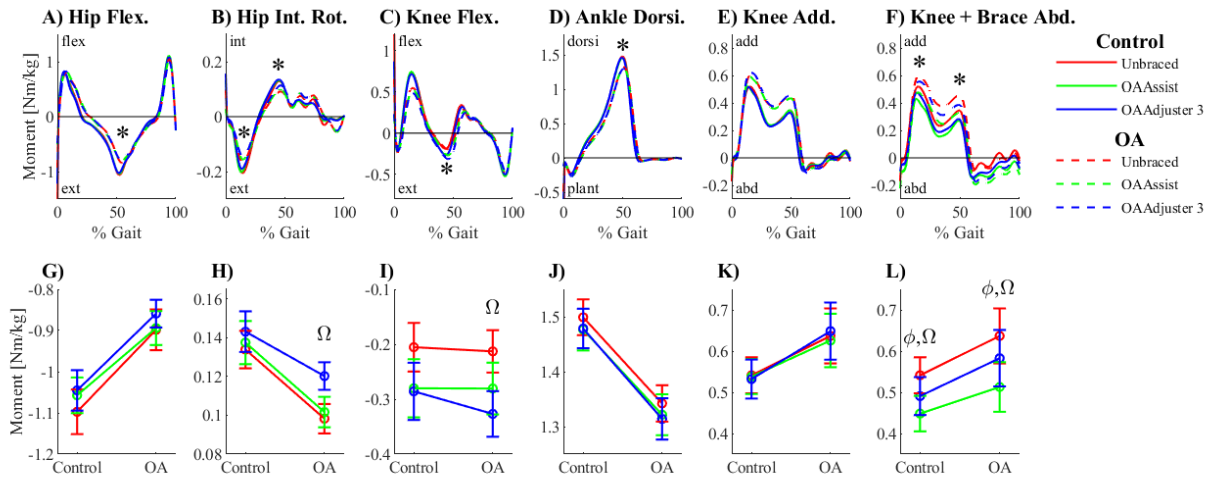 A) Hip Flex. B) Hip Int. Rot. C) Knee Flex. D) Ankle Dorsi. E) Knee Add. F) Knee + Brace Abd.
flex int flex dorsi add add
Control
Unbraced
OAAssist
OAAdjuster 3
OA
Unbraced
OAAssist
OAAdjuster 3
Moment [Nm/kg]
1 0 -1
0.2 0 -0.2
1 0.5 0 -0.5
1.5 1 0.5 0 -0.5
0.8 0.6 0.4 0.2 0 -0.2
0.8 0.6 0.4 0.2 0 -0.2
* * * * * * *
ext ext ext plant abd abd
0 50 100 0 50 100 0 50 100 0 50 100 0 50 100 0 50 100
% Gait % Gait % Gait % Gait % Gait % Gait
G) H) I) J) K) L)
Moment [Nm/kg]
-0.8 -0.9 -1 -1.1 -1.2
0.16 0.14 0.12 0.1 0.08
-0.1 -0.2 -0.3 -0.4
1.5 1.4 1.3
0.7 0.6 0.5 0.4
0.7 0.6 0.5 0.4
Ω Ω ϕ,Ω ϕ,Ω
Control OA Control OA Control OA Control OA Control OA Control OA